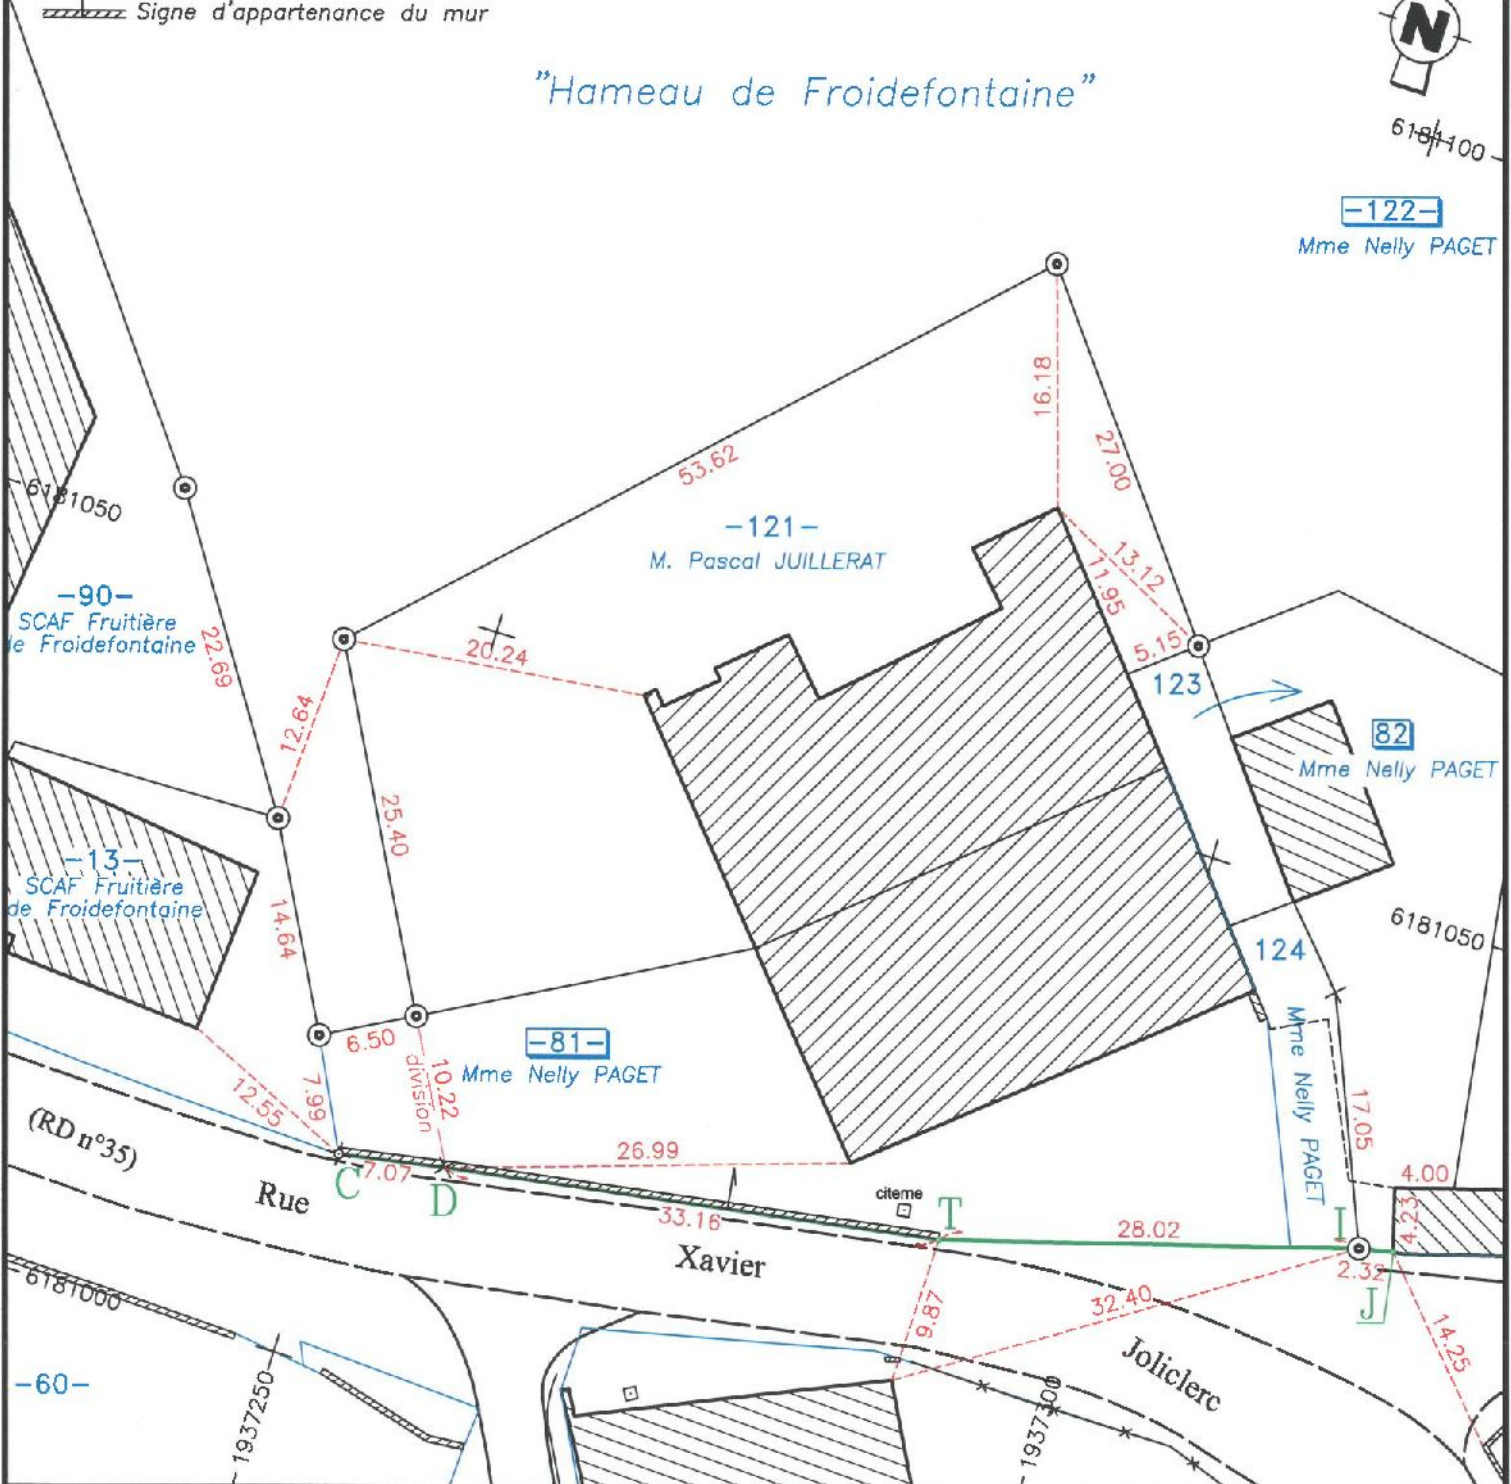 Signe d'appartenance du mur
N
"Hameau de Froidefontaine"
6181100
-122-
Mme Nelly PAGET
16.18
27.00
53.62
6181050
-121-
M. Pascal JUILLERAT
13.12
11.95
-90-
SCAF Fruitière
de Froidefontaine
22.69
20.24
5.15
123
12.64
82
Mme Nelly PAGET
25.40
-13-
SCAF Fruitière
de Froidefontaine
14.64
6181050
124
6.50
-81-
Mme Nelly PAGET
10.22
division
7.99
12.55
Mme Nelly PAGET
17.05
(RD n°35)
26.99
4.00
C
7.07
D
Rue
citerne
T
33.16
28.02
I
4.23
Xavier
2.32
J
6181000
9.87
32.40
14.25
Joliclerc
-60-
1937250
1937300